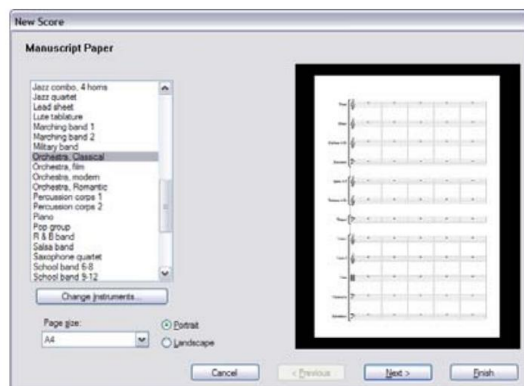 New Score
Manuscript Paper
Jazz combo, 4 horns
Jazz quartet
Lead sheet
Lute tablature
Marching band 1
Marching band 2
Military band
Orchestra, Classical
Orchestra, film
Orchestra, modern
Orchestra, Romantic
Percussion corps 1
Percussion corps 2
Piano
Pop group
R & B band
Salsa band
Saxophone quartet
School band 6-8
School band 9-12
Change Instruments...
Page size:
A4
Portrait
Landscape
Cancel
< Previous
Next >
Finish